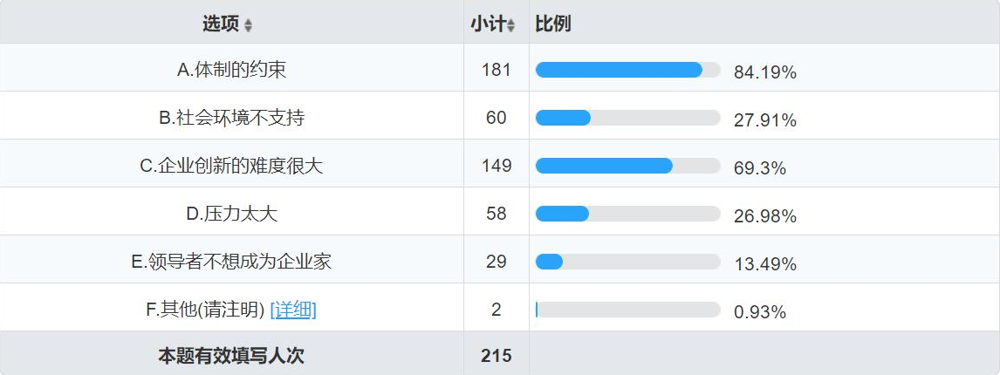 选项 小计 比例
A.体制的约束 181 84.19%
B.社会环境不支持 60 27.91%
C.企业创新的难度很大 149 69.3%
D.压力太大 58 26.98%
E.领导者不想成为企业家 29 13.49%
F.其他(请注明) [详细] 2 0.93%
本题有效填写人次 215